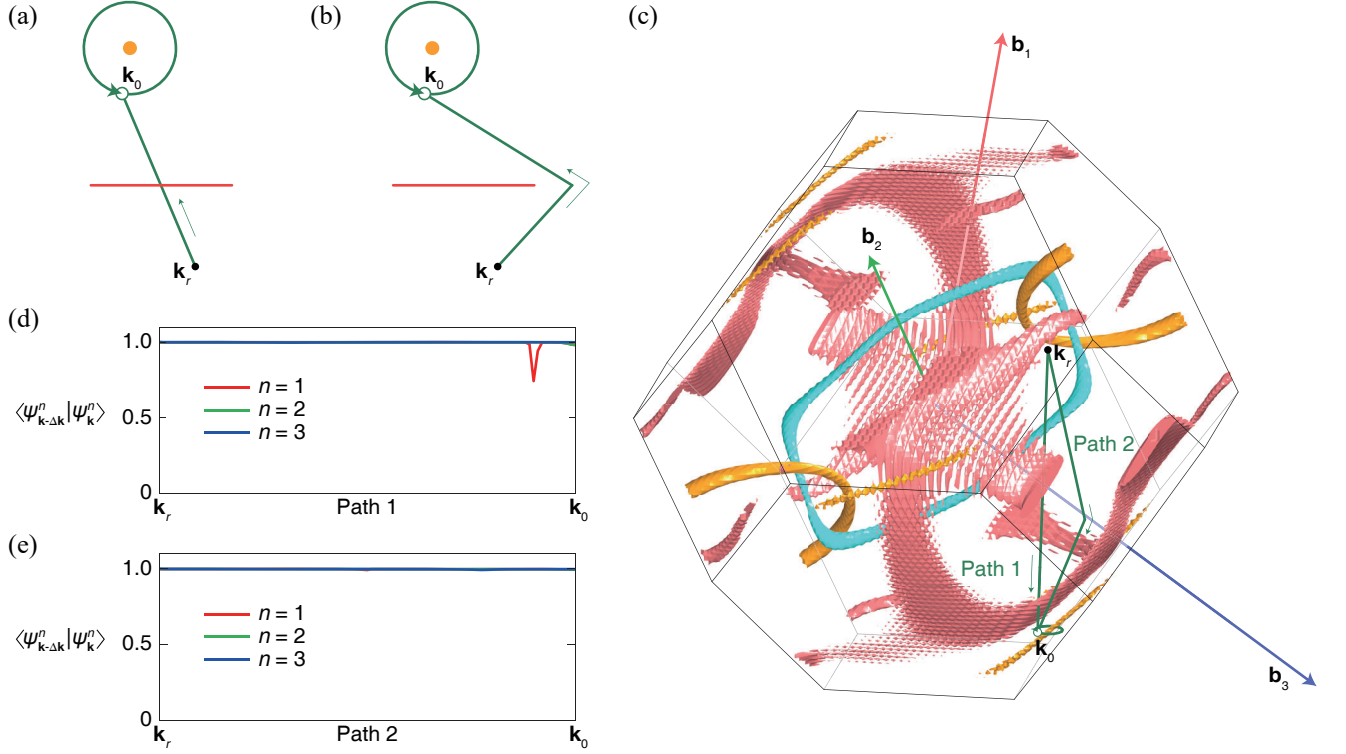 (a)
k₀
kᵣ
(b)
k₀
kᵣ
(c)
b₁
b₂
b₃
kᵣ
Path 2
Path 1
k₀
(d)
1.0
0.5
0
⟨ψⁿₖ₋Δₖ|ψⁿₖ⟩
n = 1
n = 2
n = 3
kᵣ
Path 1
k₀
(e)
1.0
0.5
0
⟨ψⁿₖ₋Δₖ|ψⁿₖ⟩
n = 1
n = 2
n = 3
kᵣ
Path 2
k₀